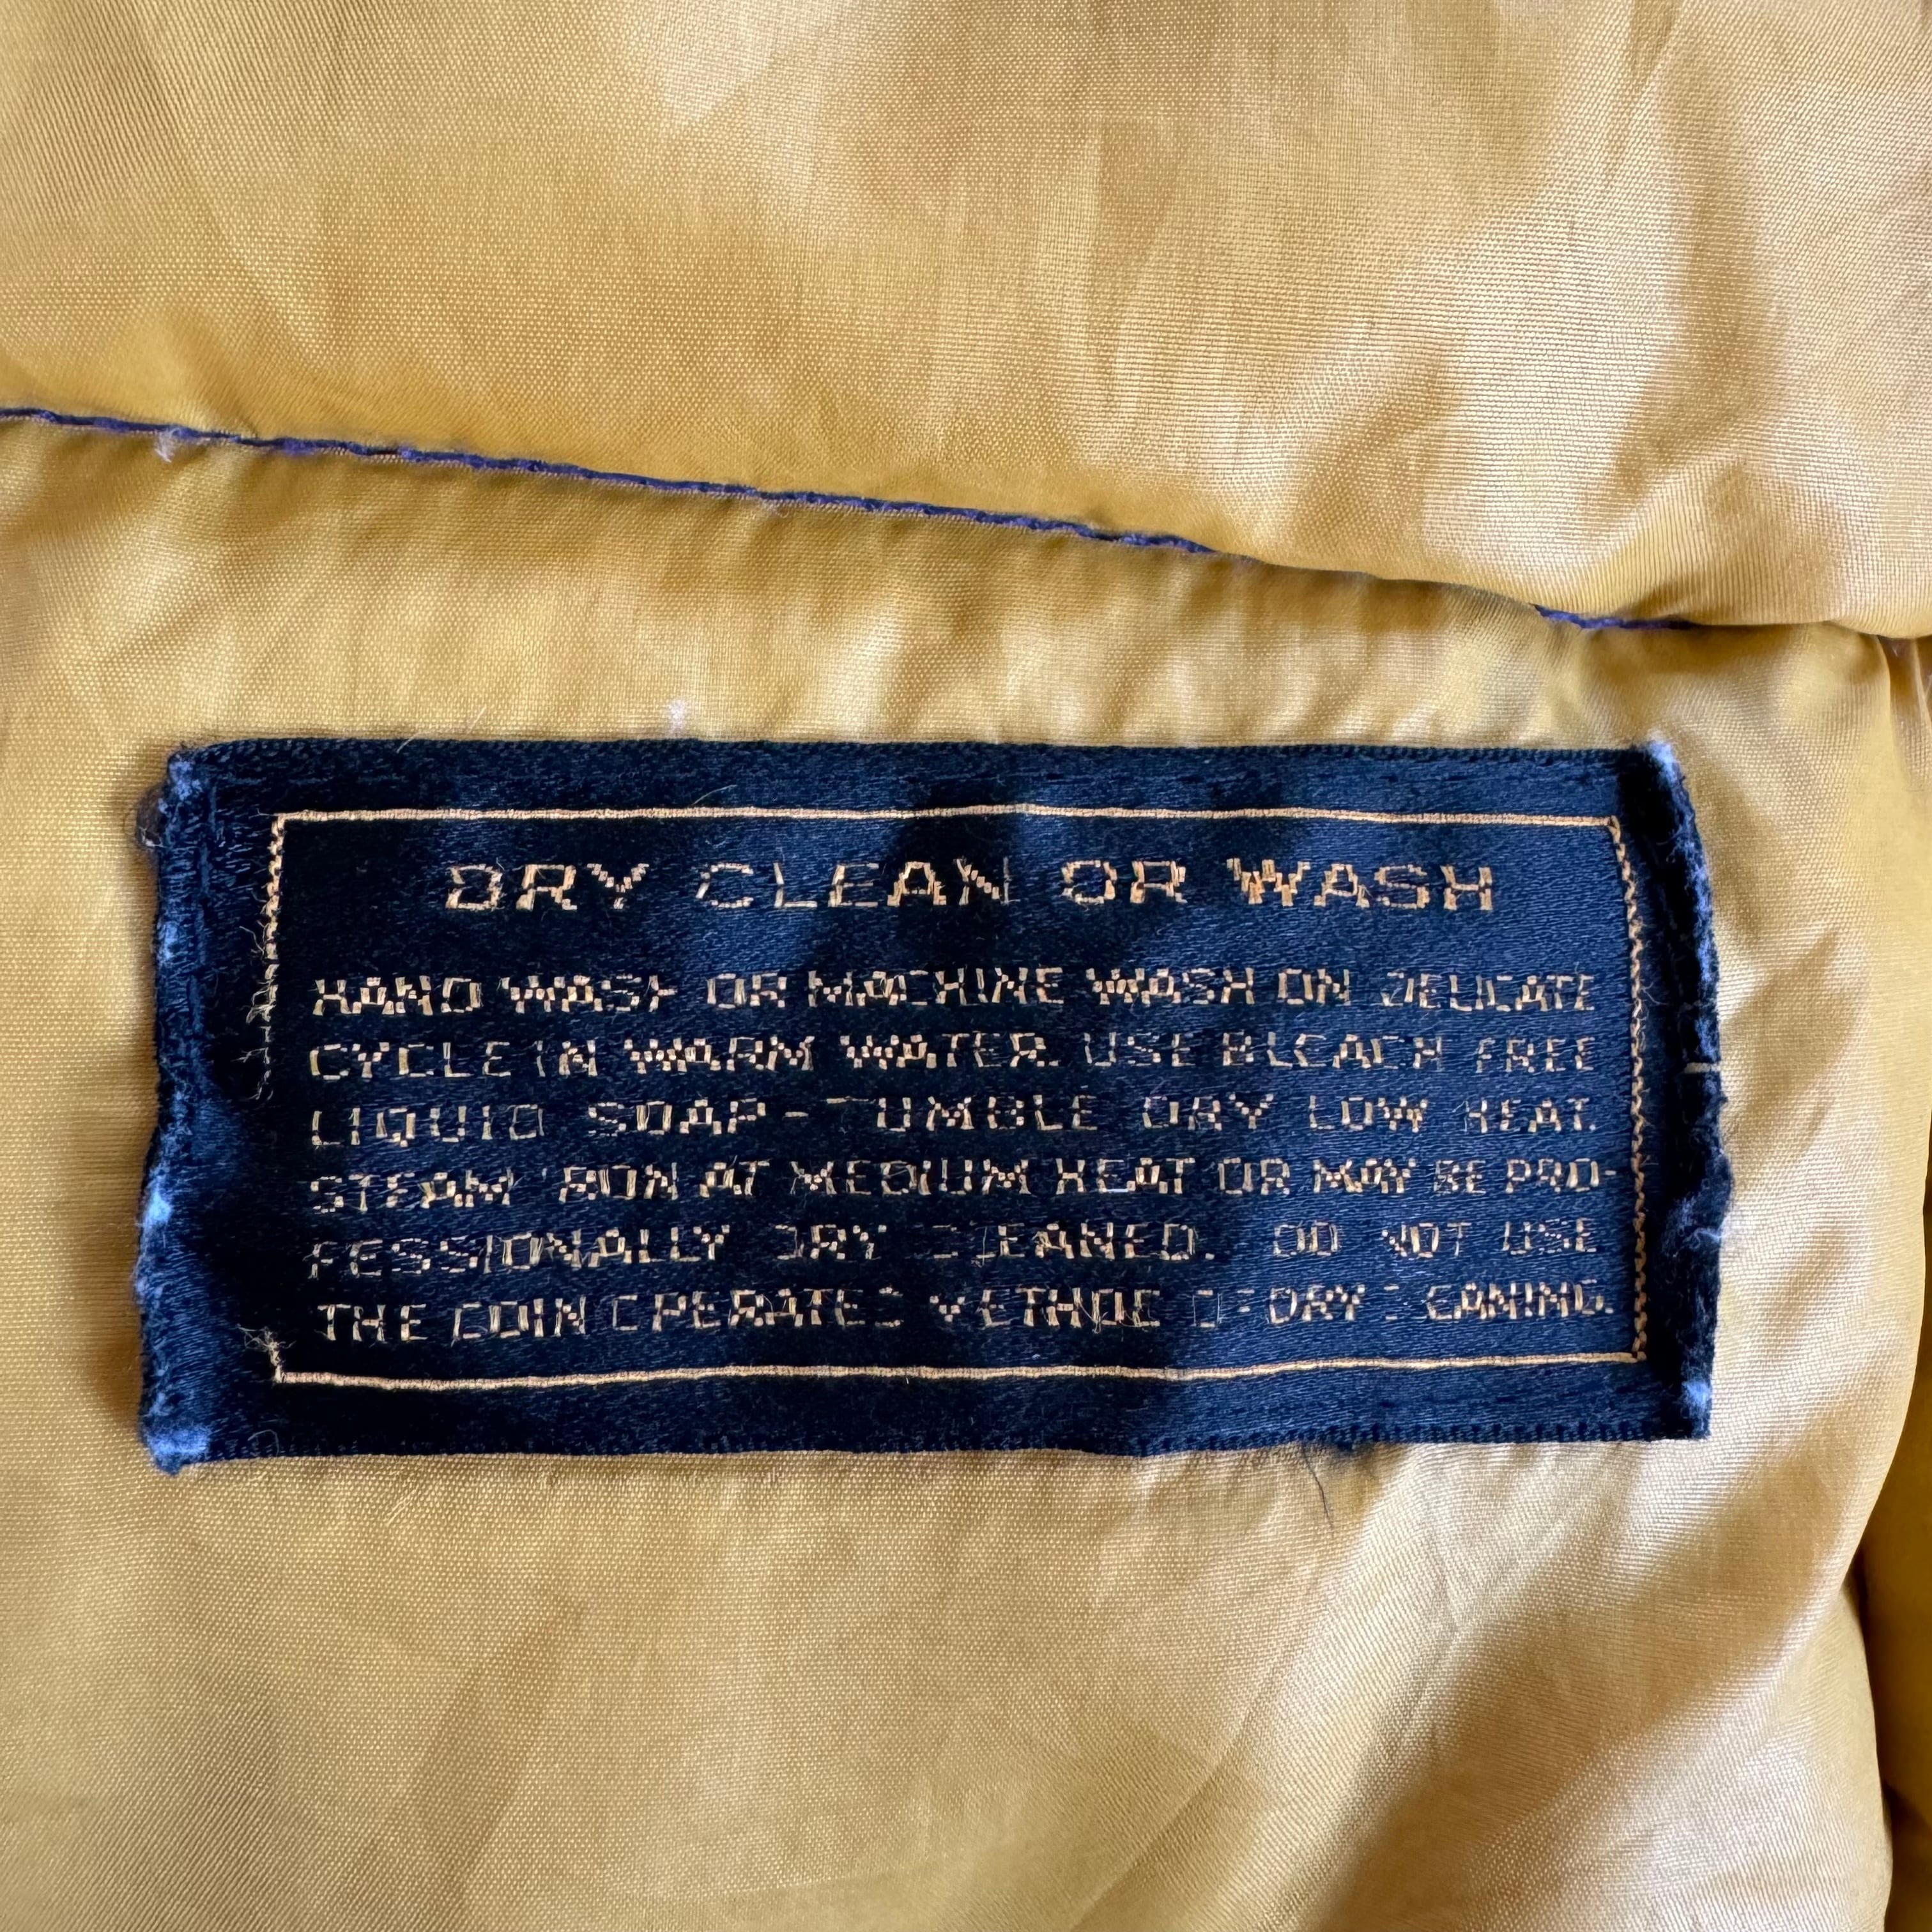 DRY CLEAN OR WASH
HAND WASH OR MACHINE WASH ON DELICATE
CYCLE IN WARM WATER. USE BLEACH FREE
LIQUID SOAP - TUMBLE DRY LOW HEAT.
STEAM IRON AT MEDIUM HEAT OR MAY BE PRO-
FESSIONALLY DRY CLEANED. DO NOT USE
THE COIN OPERATED METHOD OF DRY CLEANING.